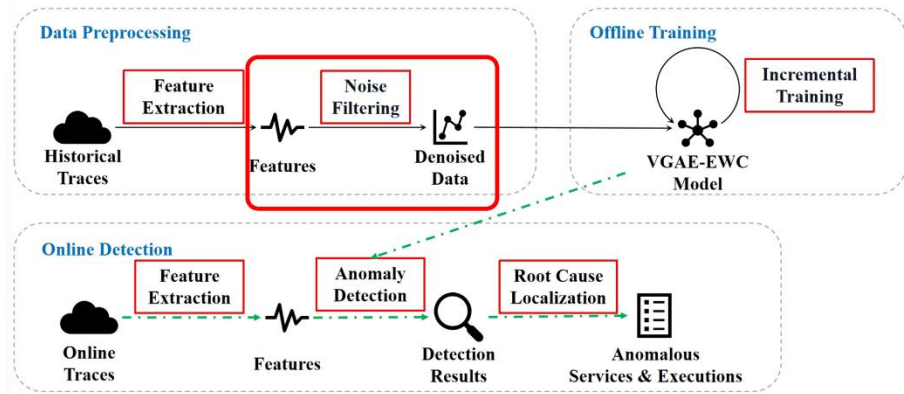 Data Preprocessing
Feature
Extraction
Noise
Filtering
Historical
Traces
Features
Denoised
Data
Offline Training
Incremental
Training
VGAE-EWC
Model
Online Detection
Feature
Extraction
Anomaly
Detection
Root Cause
Localization
Online
Traces
Features
Detection
Results
Anomalous
Services & Executions